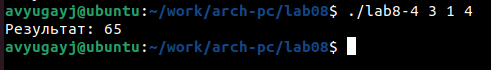 avyugayj@ubuntu:~/work/arch-pc/lab08$ ./lab8-4 3 1 4
Результат: 65
avyugayj@ubuntu:~/work/arch-pc/lab08$